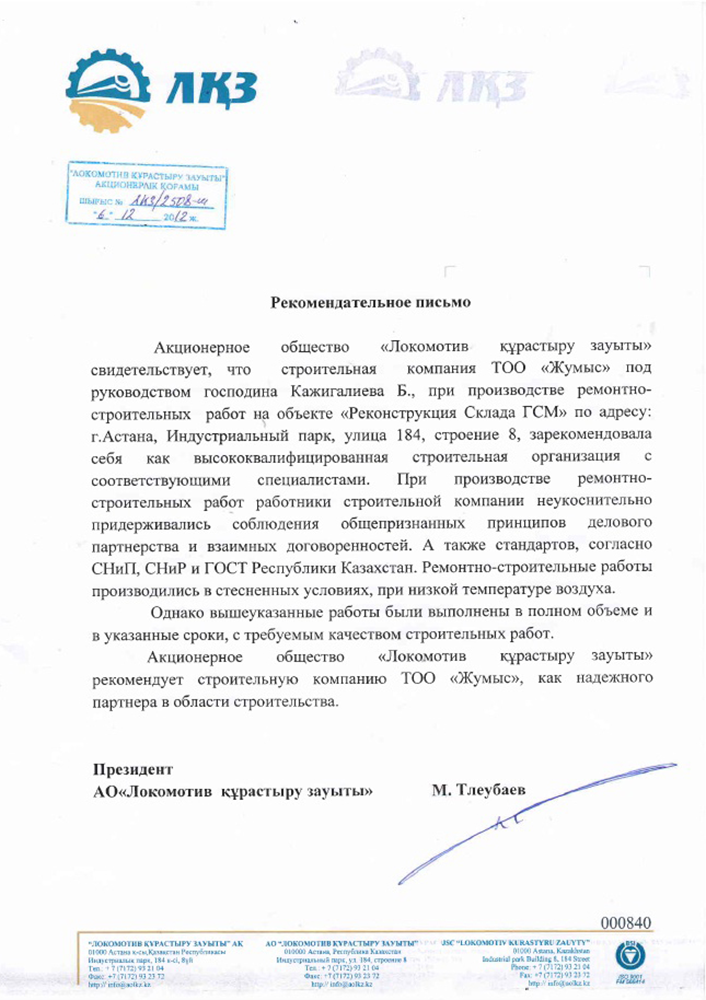 ЛҚЗ
ЛҚЗ
"ЛОКОМОТИВ ҚҰРАСТЫРУ ЗАУЫТЫ"
АКЦИОНЕРЛІК ҚОҒАМЫ
ШЫҒЫС № ЛКЗ/2508-ш
"6" 12 2012 ж.
Рекомендательное письмо
Акционерное общество «Локомотив құрастыру зауыты»
свидетельствует, что строительная компания ТОО «Жумыс» под
руководством господина Кажигалиева Б., при производстве ремонтно-
строительных работ на объекте «Реконструкция Склада ГСМ» по адресу:
г.Астана, Индустриальный парк, улица 184, строение 8, зарекомендовала
себя как высококвалифицированная строительная организация с
соответствующими специалистами. При производстве ремонтно-
строительных работ работники строительной компании неукоснительно
придерживались соблюдения общепризнанных принципов делового
партнерства и взаимных договоренностей. А также стандартов, согласно
СНиП, СНиР и ГОСТ Республики Казахстан. Ремонтно-строительные работы
производились в стесненных условиях, при низкой температуре воздуха.
Однако вышеуказанные работы были выполнены в полном объеме и
в указанные сроки, с требуемым качеством строительных работ.
Акционерное общество «Локомотив құрастыру зауыты»
рекомендует строительную компанию ТОО «Жумыс», как надежного
партнера в области строительства.
Президент
АО«Локомотив құрастыру зауыты» М. Тлеубаев
000840
"ЛОКОМОТИВ ҚҰРАСТЫРУ ЗАУЫТЫ" АҚ
01000 Астана қ-сы,Қазақстан Республикасы
Индустриалық парк, 184 к-сі, 8үй
Тел. : +7 (7172) 93 21 04
Факс: +7 (7172) 93 23 72
http:// info@aolkz.kz
АО "ЛОКОМОТИВ ҚҰРАСТЫРУ ЗАУЫТЫ"
010000 Астана, Республика Казахстан
Индустриальный парк, ул. 184, строение 8
Тел. : +7 (7172) 93 21 04
Факс: +7 (7172) 93 23 72
http:// info@aolkz.kz
JSC "LOKOMOTIV KURASTYRU ZAUYTY"
01000 Astana, Kazakhstan
Industrial park Building 8, 184 Street
Phone: +7 (7172) 93 21 04
Fax: +7 (7172) 93 23 72
http:// info@aolkz.kz
BSI
ISO 9001